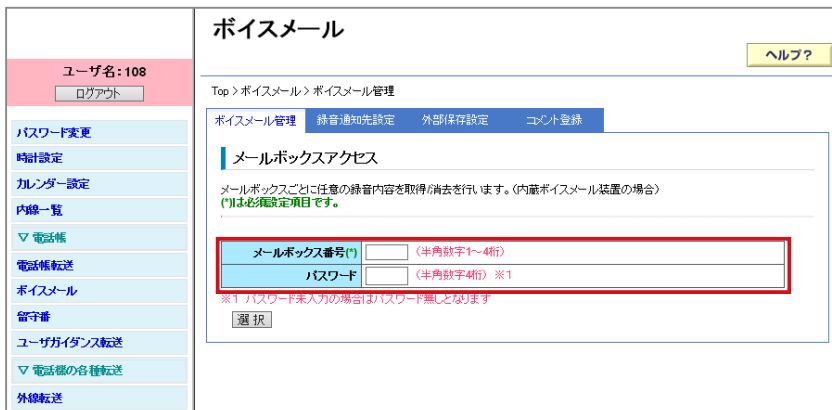 ボイスメール
ヘルプ?
ユーザ名:108
ログアウト
Top > ボイスメール > ボイスメール管理
ボイスメール管理 録音通知先設定 外部保存設定 コメント登録
パスワード変更
時計設定
カレンダー設定
内線一覧
▽ 電話帳
電話帳転送
ボイスメール
留守番
ユーザガイダンス転送
▽ 電話機の各種転送
外線転送
メールボックスアクセス
メールボックスごとに任意の録音内容を取得/消去を行います。(内蔵ボイスメール装置の場合)
(*)は必須設定項目です。
メールボックス番号(*) (半角数字1~4桁)
パスワード (半角数字4桁) ※1
※1 パスワード未入力の場合はパスワード無しとなります
選択